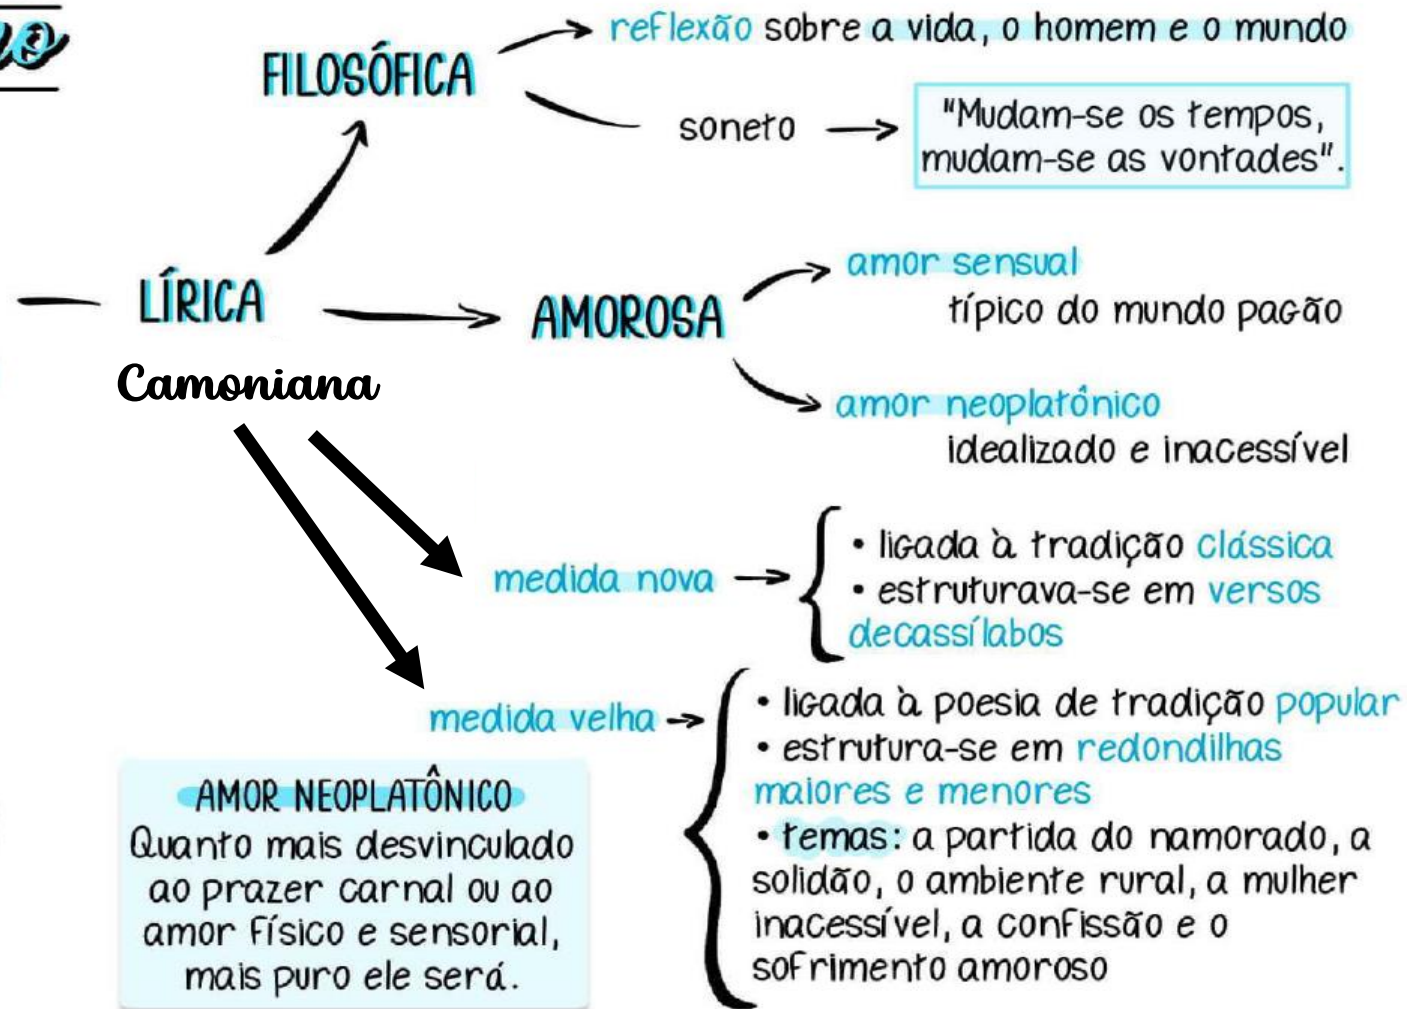 FILOSÓFICA
reflexão sobre a vida, o homem e o mundo
soneto
"Mudam-se os tempos,
mudam-se as vontades".
LÍRICA
Camoniana
AMOROSA
amor sensual
típico do mundo pagão
amor neoplatônico
idealizado e inacessível
medida nova
• ligada à tradição clássica
• estruturava-se em versos
decassílabos
medida velha
• ligada à poesia de tradição popular
• estrutura-se em redondilhas
maiores e menores
• temas: a partida do namorado, a
solidão, o ambiente rural, a mulher
inacessível, a confissão e o
sofrimento amoroso
AMOR NEOPLATÔNICO
Quanto mais desvinculado
ao prazer carnal ou ao
amor físico e sensorial,
mais puro ele será.